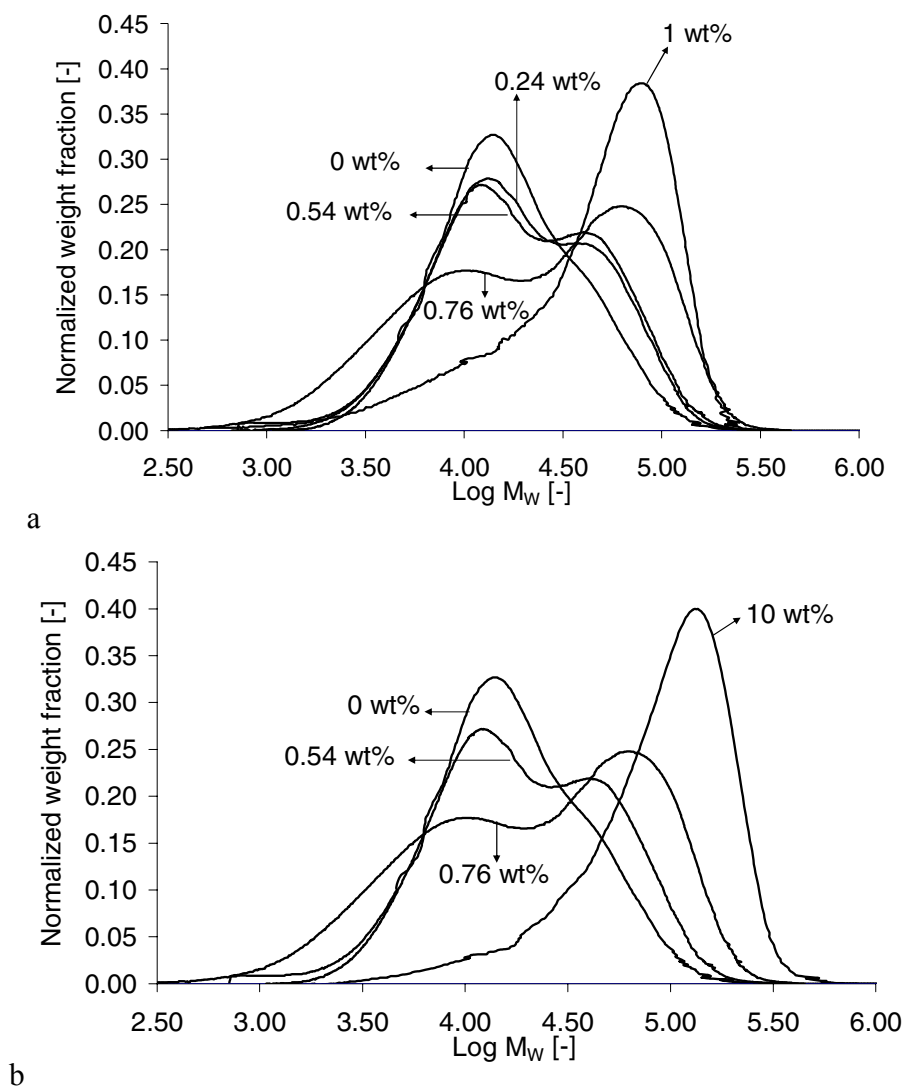 0.45
1 wt%
0.40
0.24 wt%
0.35
0 wt%
0.30
0.25
0.54 wt%
0.20
0.15
0.76 wt%
0.10
0.05
0.00
Normalized weight fraction [-]
2.50 3.00 3.50 4.00 4.50 5.00 5.50 6.00
Log M_W [-]
a
0.45
0.40
10 wt%
0.35
0 wt%
0.30
0.25
0.54 wt%
0.20
0.15
0.76 wt%
0.10
0.05
0.00
Normalized weight fraction [-]
2.50 3.00 3.50 4.00 4.50 5.00 5.50 6.00
Log M_W [-]
b